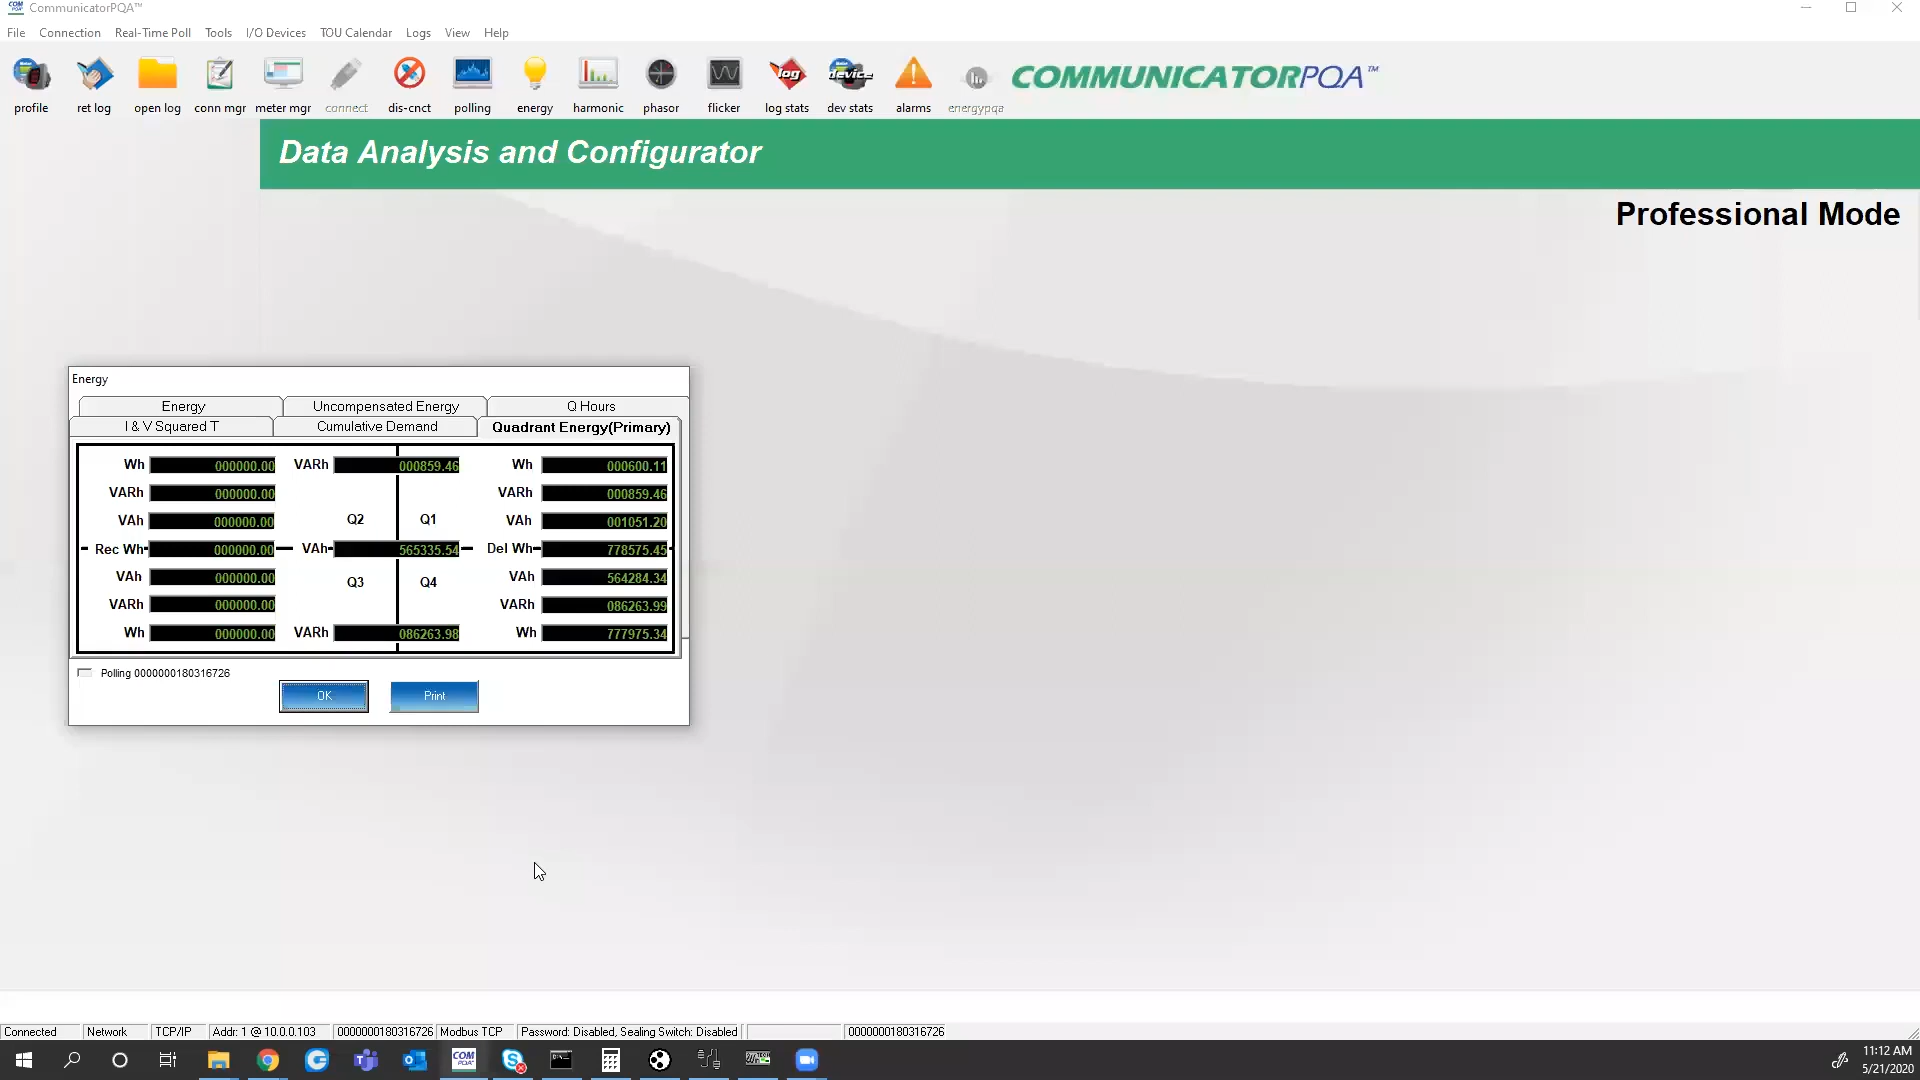 COM PQA CommunicatorPQA™
File Connection Real-Time Poll Tools I/O Devices TOU Calendar Logs View Help
log device
profile ret log open log conn mgr meter mgr connect dis-cnct polling energy harmonic phasor flicker log stats dev stats alarms energypqa
COMMUNICATORPQA™
Data Analysis and Configurator
Professional Mode
Energy
Energy Uncompensated Energy Q Hours
I & V Squared T Cumulative Demand Quadrant Energy(Primary)
Wh 000000.00 VARh 000859.46 Wh 000600.11
VARh 000000.00 VARh 000859.46
VAh 000000.00 Q2 Q1 VAh 001051.20
Rec Wh 000000.00 VAh 565335.54 Del Wh 778575.45
VAh 000000.00 Q3 Q4 VAh 564284.34
VARh 000000.00 VARh 086263.99
Wh 000000.00 VARh 086263.98 Wh 777975.34
Polling 0000000180316726
OK Print
Connected Network TCP/IP Addr: 1 @ 10.0.0.103 0000000180316726 Modbus TCP Password: Disabled, Sealing Switch: Disabled 0000000180316726
COM PQA
11:12 AM
5/21/2020